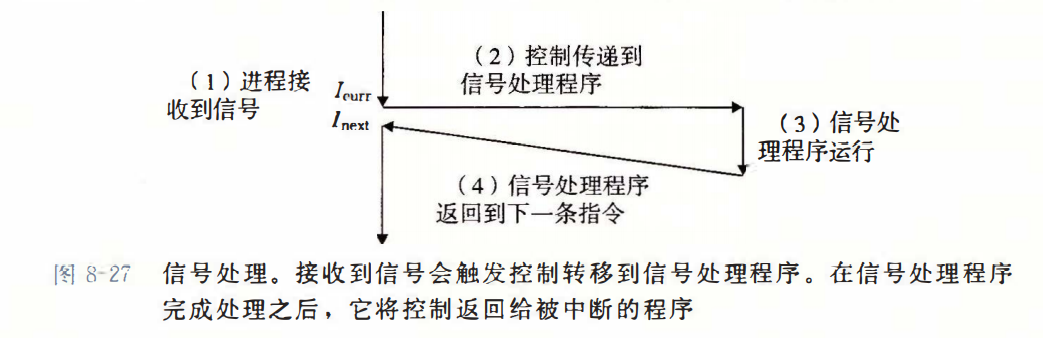 (2)控制传递到
信号处理程序
(1)进程接
收到信号
Icurr
Inext
(3)信号处
理程序运行
(4)信号处理程序
返回到下一条指令
图 8-27 信号处理。接收到信号会触发控制转移到信号处理程序。在信号处理程序
完成处理之后，它将控制返回给被中断的程序